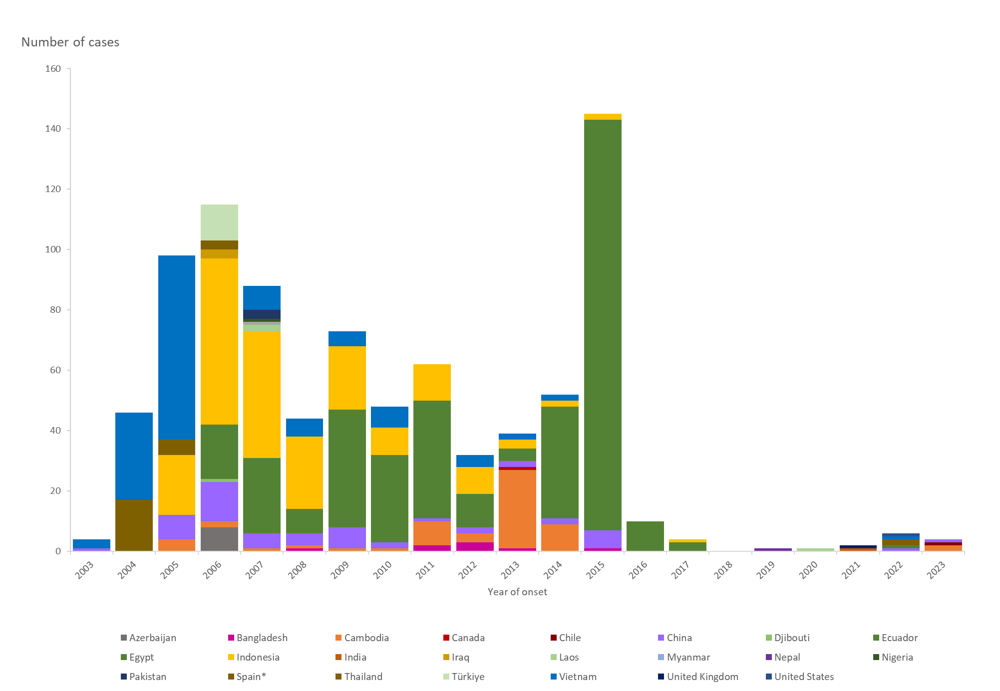 Number of cases
160
140
120
100
80
60
40
20
0
2003 2004 2005 2006 2007 2008 2009 2010 2011 2012 2013 2014 2015 2016 2017 2018 2019 2020 2021 2022 2023
Year of onset
Azerbaijan Bangladesh Cambodia Canada Chile China Djibouti Ecuador
Egypt Indonesia India Iraq Laos Myanmar Nepal Nigeria
Pakistan Spain* Thailand Türkiye Vietnam United Kingdom United States